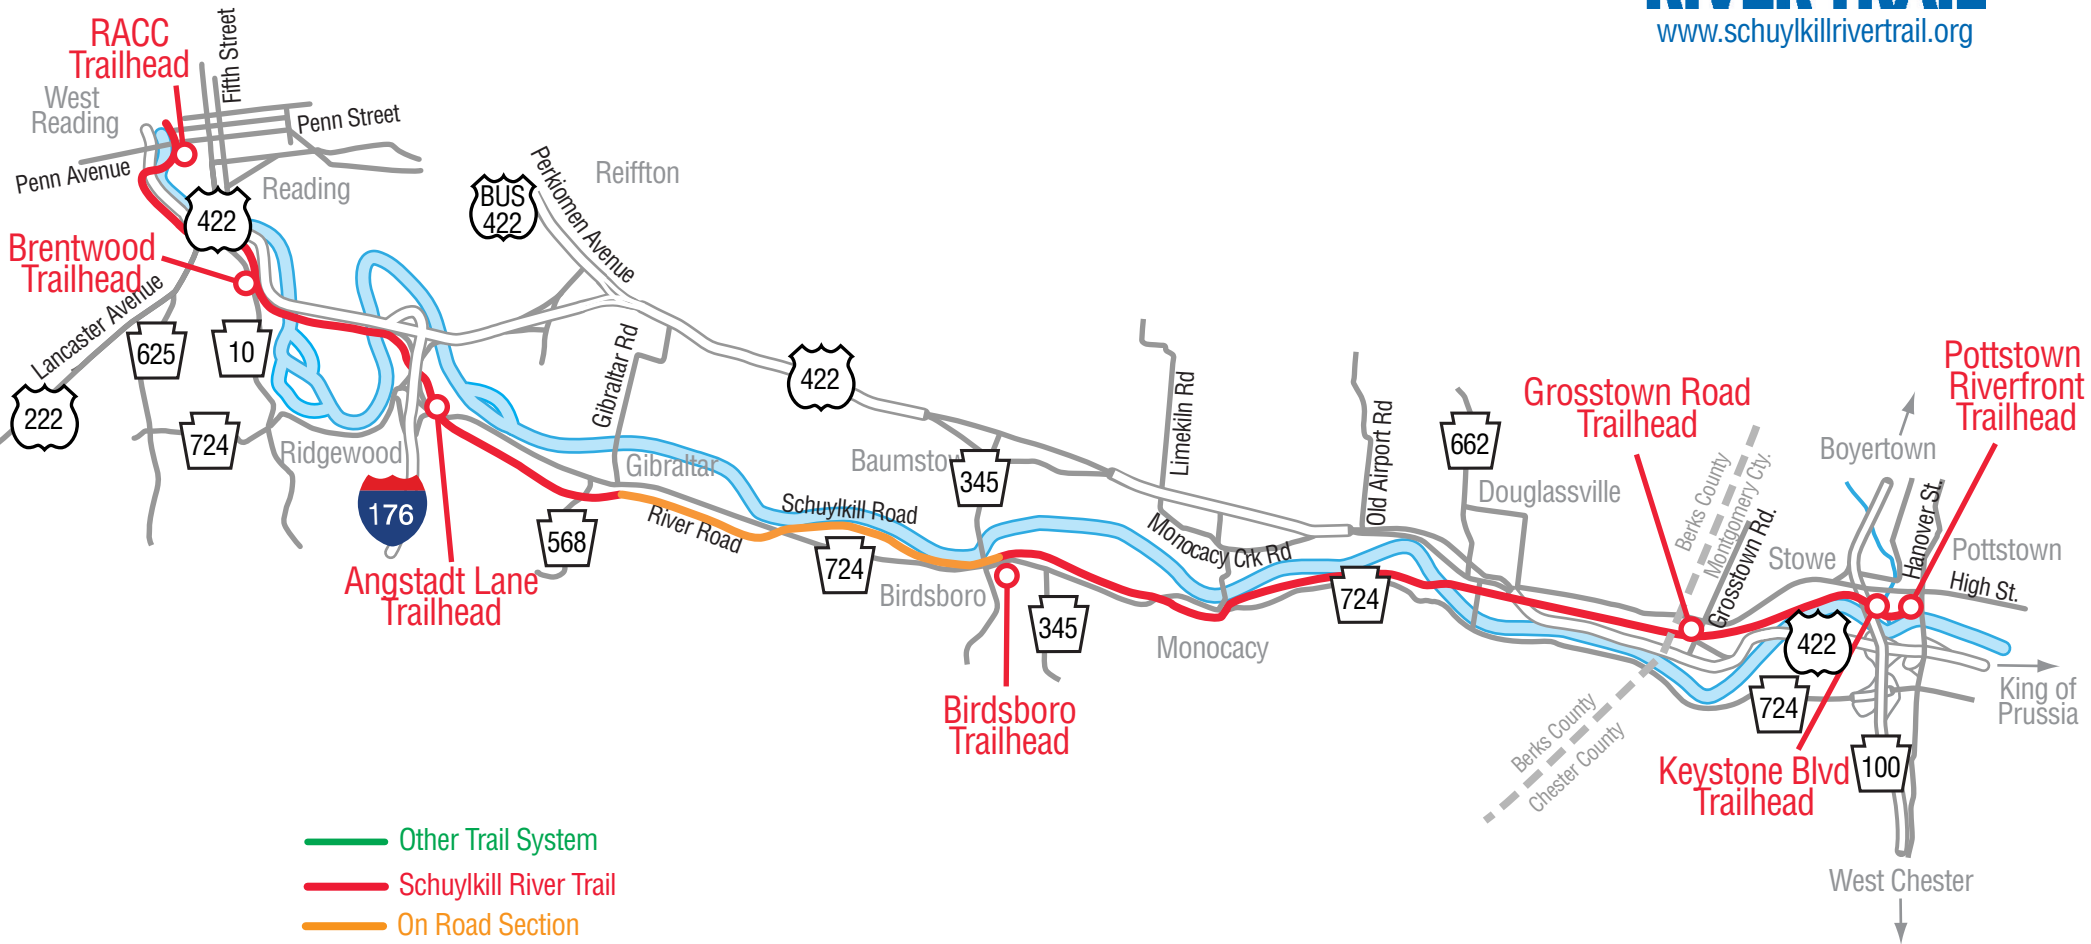 RIVER TRAIL
www.schuylkillrivertrail.org
RACC
Trailhead
Fifth Street
West
Reading
Penn Street
Penn Avenue
Reading
422
Brentwood
Trailhead
Lancaster Avenue
222
625
10
724
Ridgewood
176
BUS
422
Perkiomen Avenue
Reiffton
Gibraltar Rd
Gibraltar
Angstadt Lane
Trailhead
568
River Road
Schuylkill Road
724
422
345
Birdsboro
Birdsboro
Trailhead
345
Limekiln Rd
Monocacy Crk Rd
Monocacy
Old Airport Rd
724
662
Douglassville
Grosstown Road
Trailhead
Berks County
Montgomery Cty.
Grosstown Rd.
Berks County
Chester County
Stowe
Boyertown
Pottstown
Riverfront
Trailhead
Hanover St.
Pottstown
High St.
422
724
King of
Prussia
Keystone Blvd
Trailhead
100
West Chester
Other Trail System
Schuylkill River Trail
On Road Section